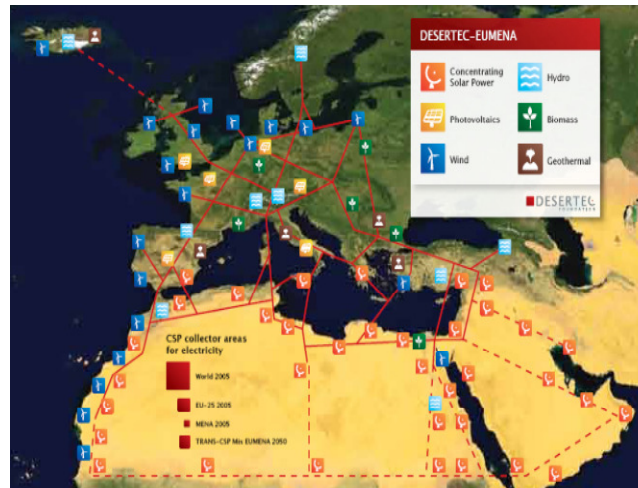 DESERTEC-EUMENA
Concentrating
Solar Power
Hydro
Photovoltaics
Biomass
Wind
Geothermal
DESERTEC
FOUNDATION
CSP collector areas
for electricity
World 2005
EU-25 2005
MENA 2005
TRANS-CSP Mix EUMENA 2050